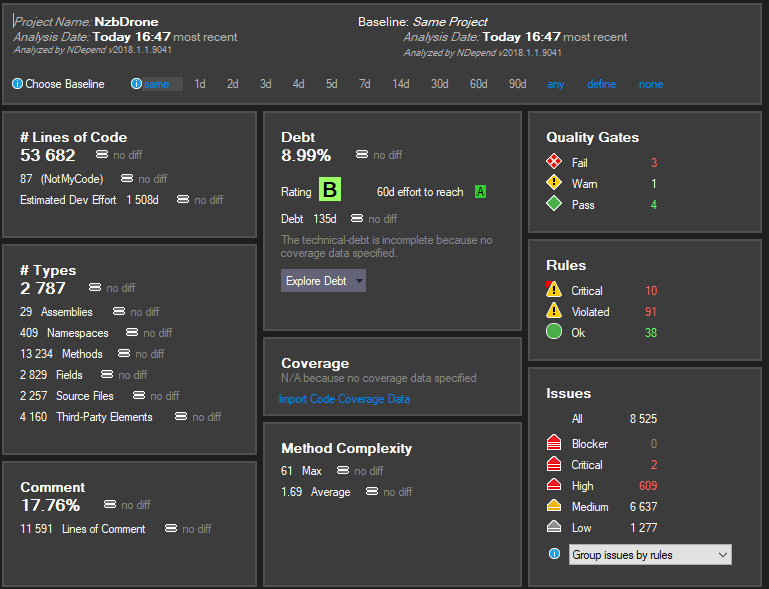 Project Name: NzbDrone
Analysis Date: Today 16:47 most recent
Analyzed by NDepend v2018.1.1.9041
Baseline: Same Project
Analysis Date: Today 16:47 most recent
Analyzed by NDepend v2018.1.1.9041
Choose Baseline same 1d 2d 3d 4d 5d 7d 14d 30d 60d 90d any define none
# Lines of Code
53 682 no diff
87 (NotMyCode) no diff
Estimated Dev Effort 1 508d no diff
# Types
2 787 no diff
29 Assemblies no diff
409 Namespaces no diff
13 234 Methods no diff
2 829 Fields no diff
2 257 Source Files no diff
4 160 Third-Party Elements no diff
Comment
17.76% no diff
11 591 Lines of Comment no diff
Debt
8.99% no diff
Rating B 60d effort to reach A
Debt 135d no diff
The technical-debt is incomplete because no
coverage data specified.
Explore Debt
Coverage
N/A because no coverage data specified
Import Code Coverage Data
Method Complexity
61 Max no diff
1.69 Average no diff
Quality Gates
Fail 3
Warn 1
Pass 4
Rules
Critical 10
Violated 91
Ok 38
Issues
All 8 525
Blocker 0
Critical 2
High 609
Medium 6 637
Low 1 277
Group issues by rules